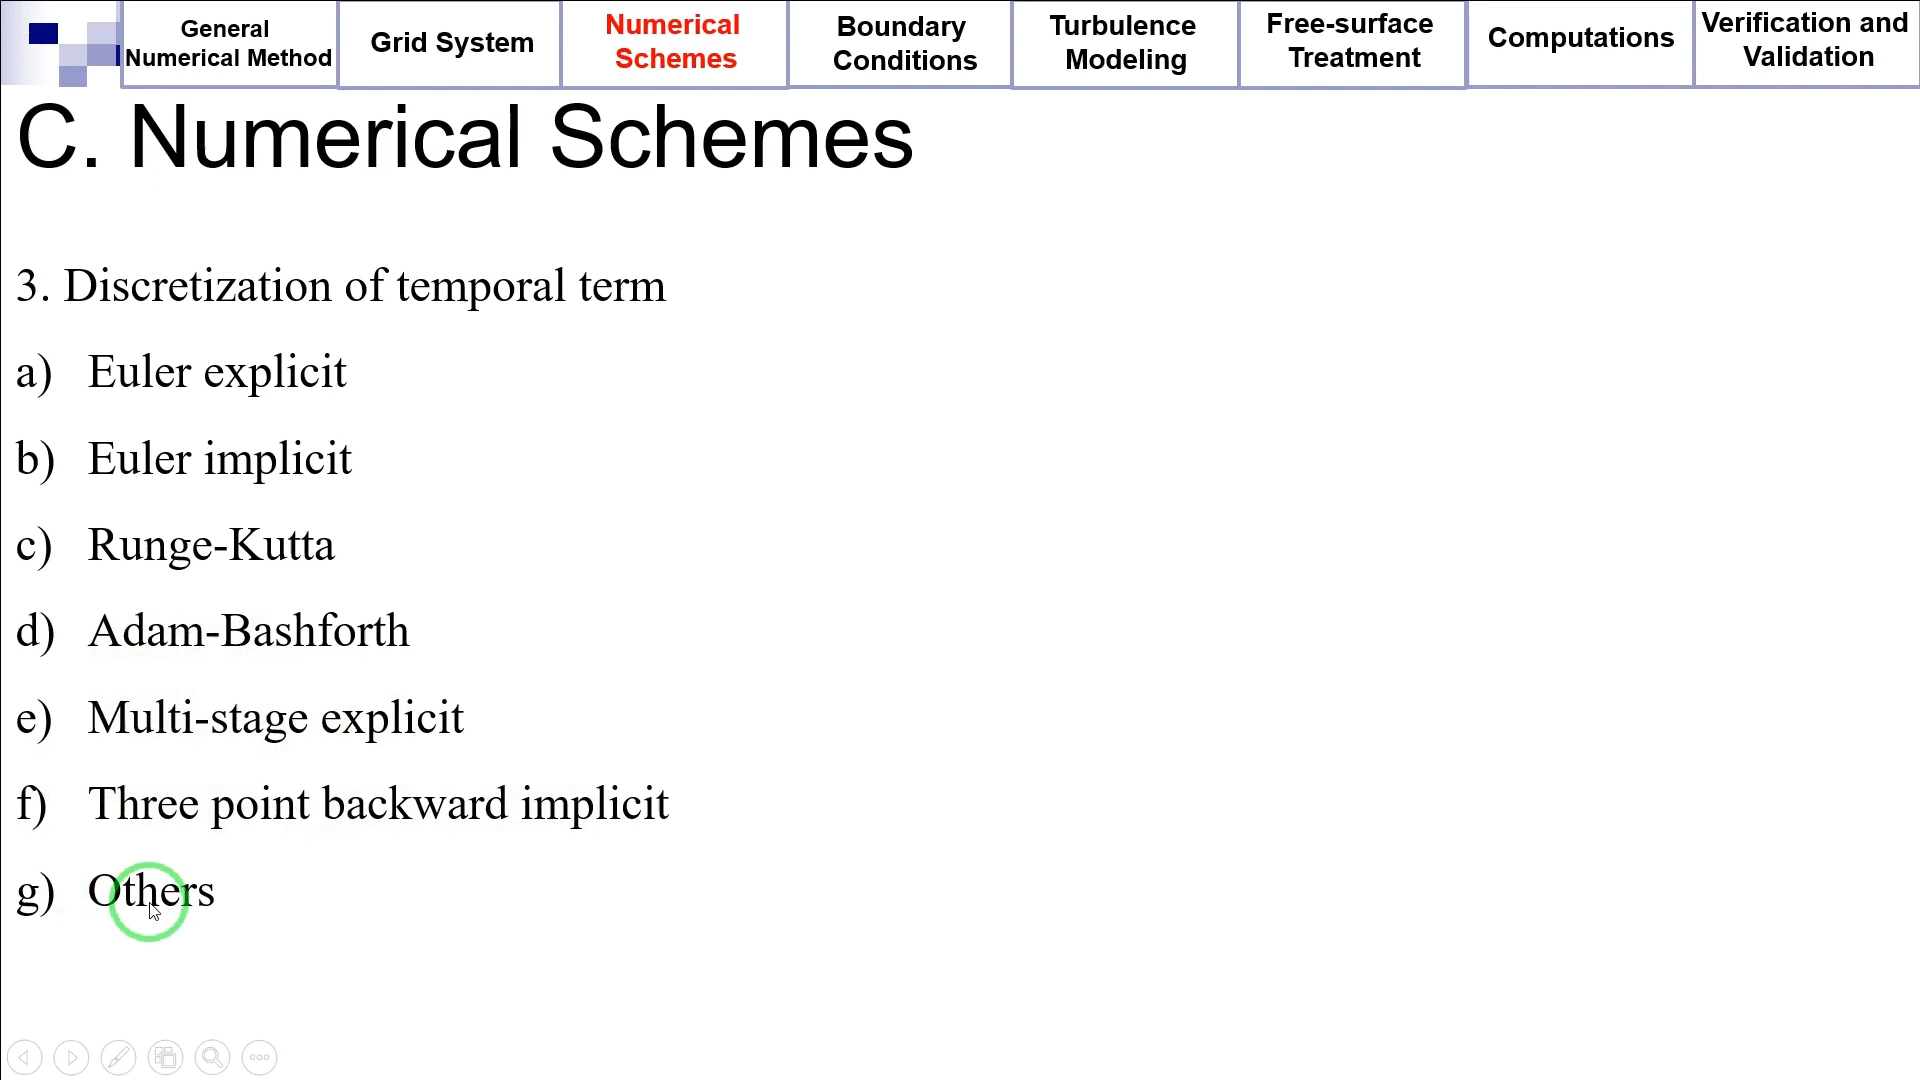 General
Numerical Method
Grid System
Numerical
Schemes
Boundary
Conditions
Turbulence
Modeling
Free-surface
Treatment
Computations
Verification and
Validation
C. Numerical Schemes
3. Discretization of temporal term
a) Euler explicit
b) Euler implicit
c) Runge-Kutta
d) Adam-Bashforth
e) Multi-stage explicit
f) Three point backward implicit
g) Others